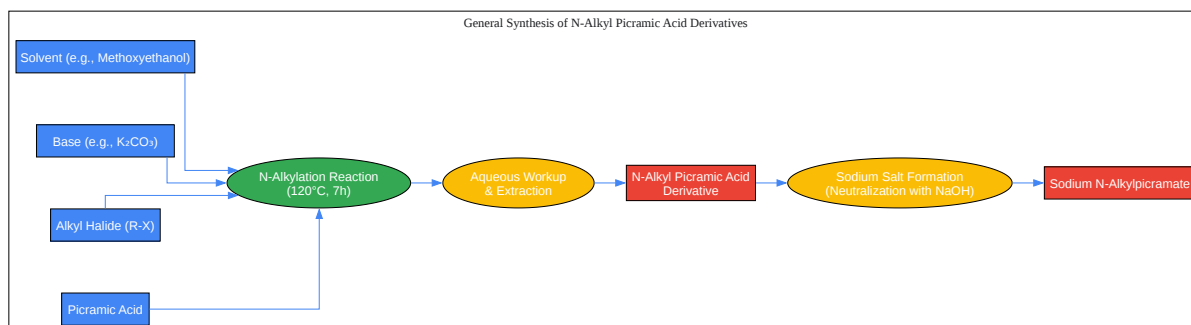 General Synthesis of N-Alkyl Picramic Acid Derivatives
Solvent (e.g., Methoxyethanol)
Base (e.g., K₂CO₃)
Alkyl Halide (R-X)
Picramic Acid
N-Alkylation Reaction
(120°C, 7h)
Aqueous Workup
& Extraction
N-Alkyl Picramic Acid
Derivative
Sodium Salt Formation
(Neutralization with NaOH)
Sodium N-Alkylpicramate